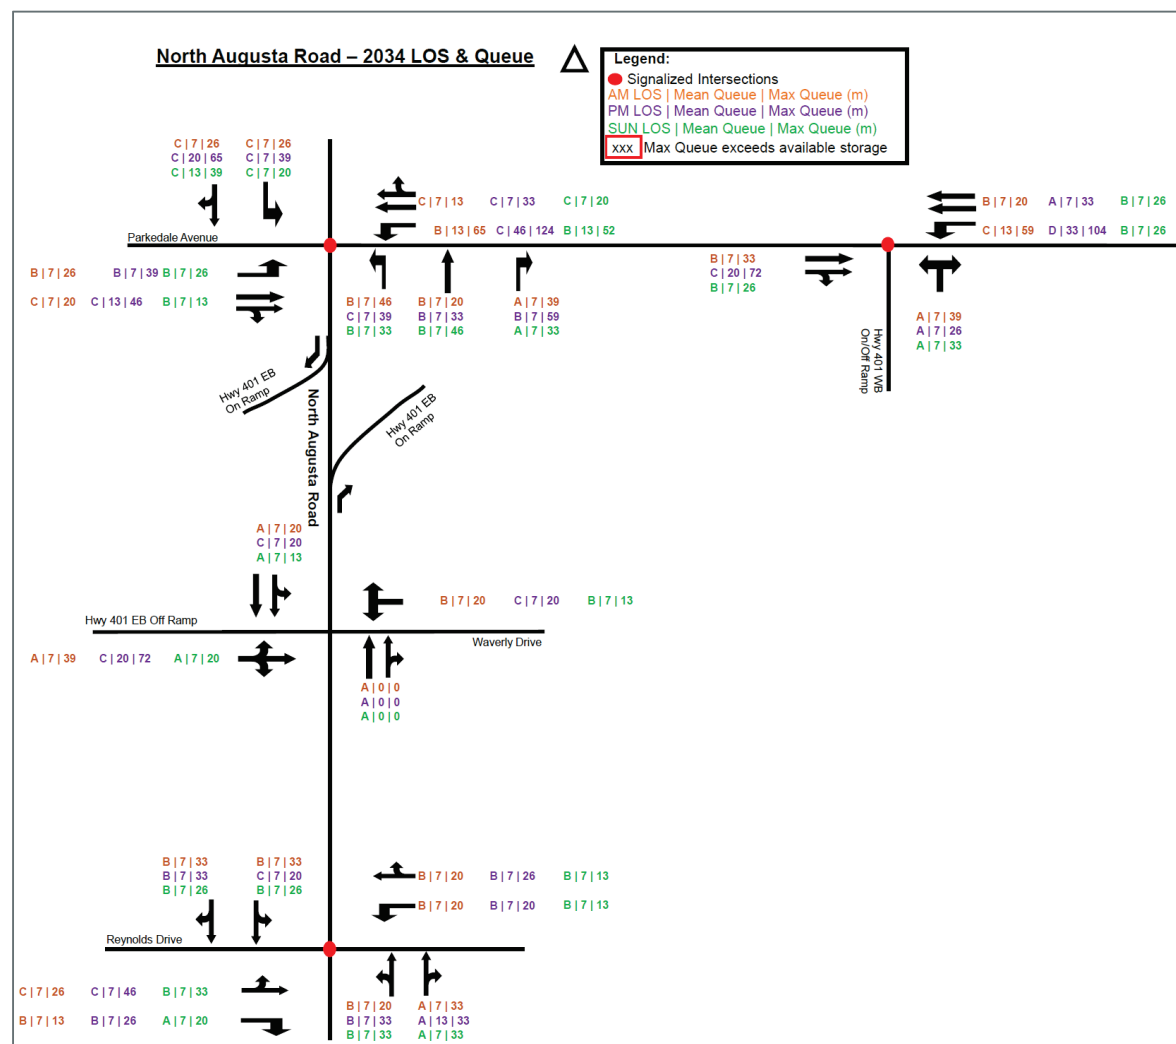 North Augusta Road – 2034 LOS & Queue
Legend:
Signalized Intersections
AM LOS | Mean Queue | Max Queue (m)
PM LOS | Mean Queue | Max Queue (m)
SUN LOS | Mean Queue | Max Queue (m)
xxx Max Queue exceeds available storage
C | 7 | 26 C | 7 | 26
C | 20 | 65 C | 7 | 39
C | 13 | 39 C | 7 | 20
C | 7 | 13 C | 7 | 33 C | 7 | 20
B | 7 | 20 A | 7 | 33 B | 7 | 26
B | 13 | 65 C | 46 | 124 B | 13 | 52
C | 13 | 59 D | 33 | 104 B | 7 | 26
Parkedale Avenue
B | 7 | 26 B | 7 | 39 B | 7 | 26
C | 7 | 20 C | 13 | 46 B | 7 | 13
B | 7 | 33
C | 20 | 72
B | 7 | 26
B | 7 | 46 B | 7 | 20 A | 7 | 39
C | 7 | 39 B | 7 | 33 B | 7 | 59
B | 7 | 33 B | 7 | 46 A | 7 | 33
A | 7 | 39
A | 7 | 26
A | 7 | 33
Hwy 401 WB
On/Off Ramp
Hwy 401 EB
On Ramp
Hwy 401 EB
On Ramp
North Augusta Road
A | 7 | 20
C | 7 | 20
A | 7 | 13
B | 7 | 20 C | 7 | 20 B | 7 | 13
Hwy 401 EB Off Ramp
Waverly Drive
A | 7 | 39 C | 20 | 72 A | 7 | 20
A | 0 | 0
A | 0 | 0
A | 0 | 0
B | 7 | 33 B | 7 | 33
B | 7 | 33 C | 7 | 20
B | 7 | 26 B | 7 | 26
B | 7 | 20 B | 7 | 26 B | 7 | 13
B | 7 | 20 B | 7 | 20 B | 7 | 13
Reynolds Drive
C | 7 | 26 C | 7 | 46 B | 7 | 33
B | 7 | 13 B | 7 | 26 A | 7 | 20
B | 7 | 20 A | 7 | 33
B | 7 | 33 A | 13 | 33
B | 7 | 33 A | 7 | 33